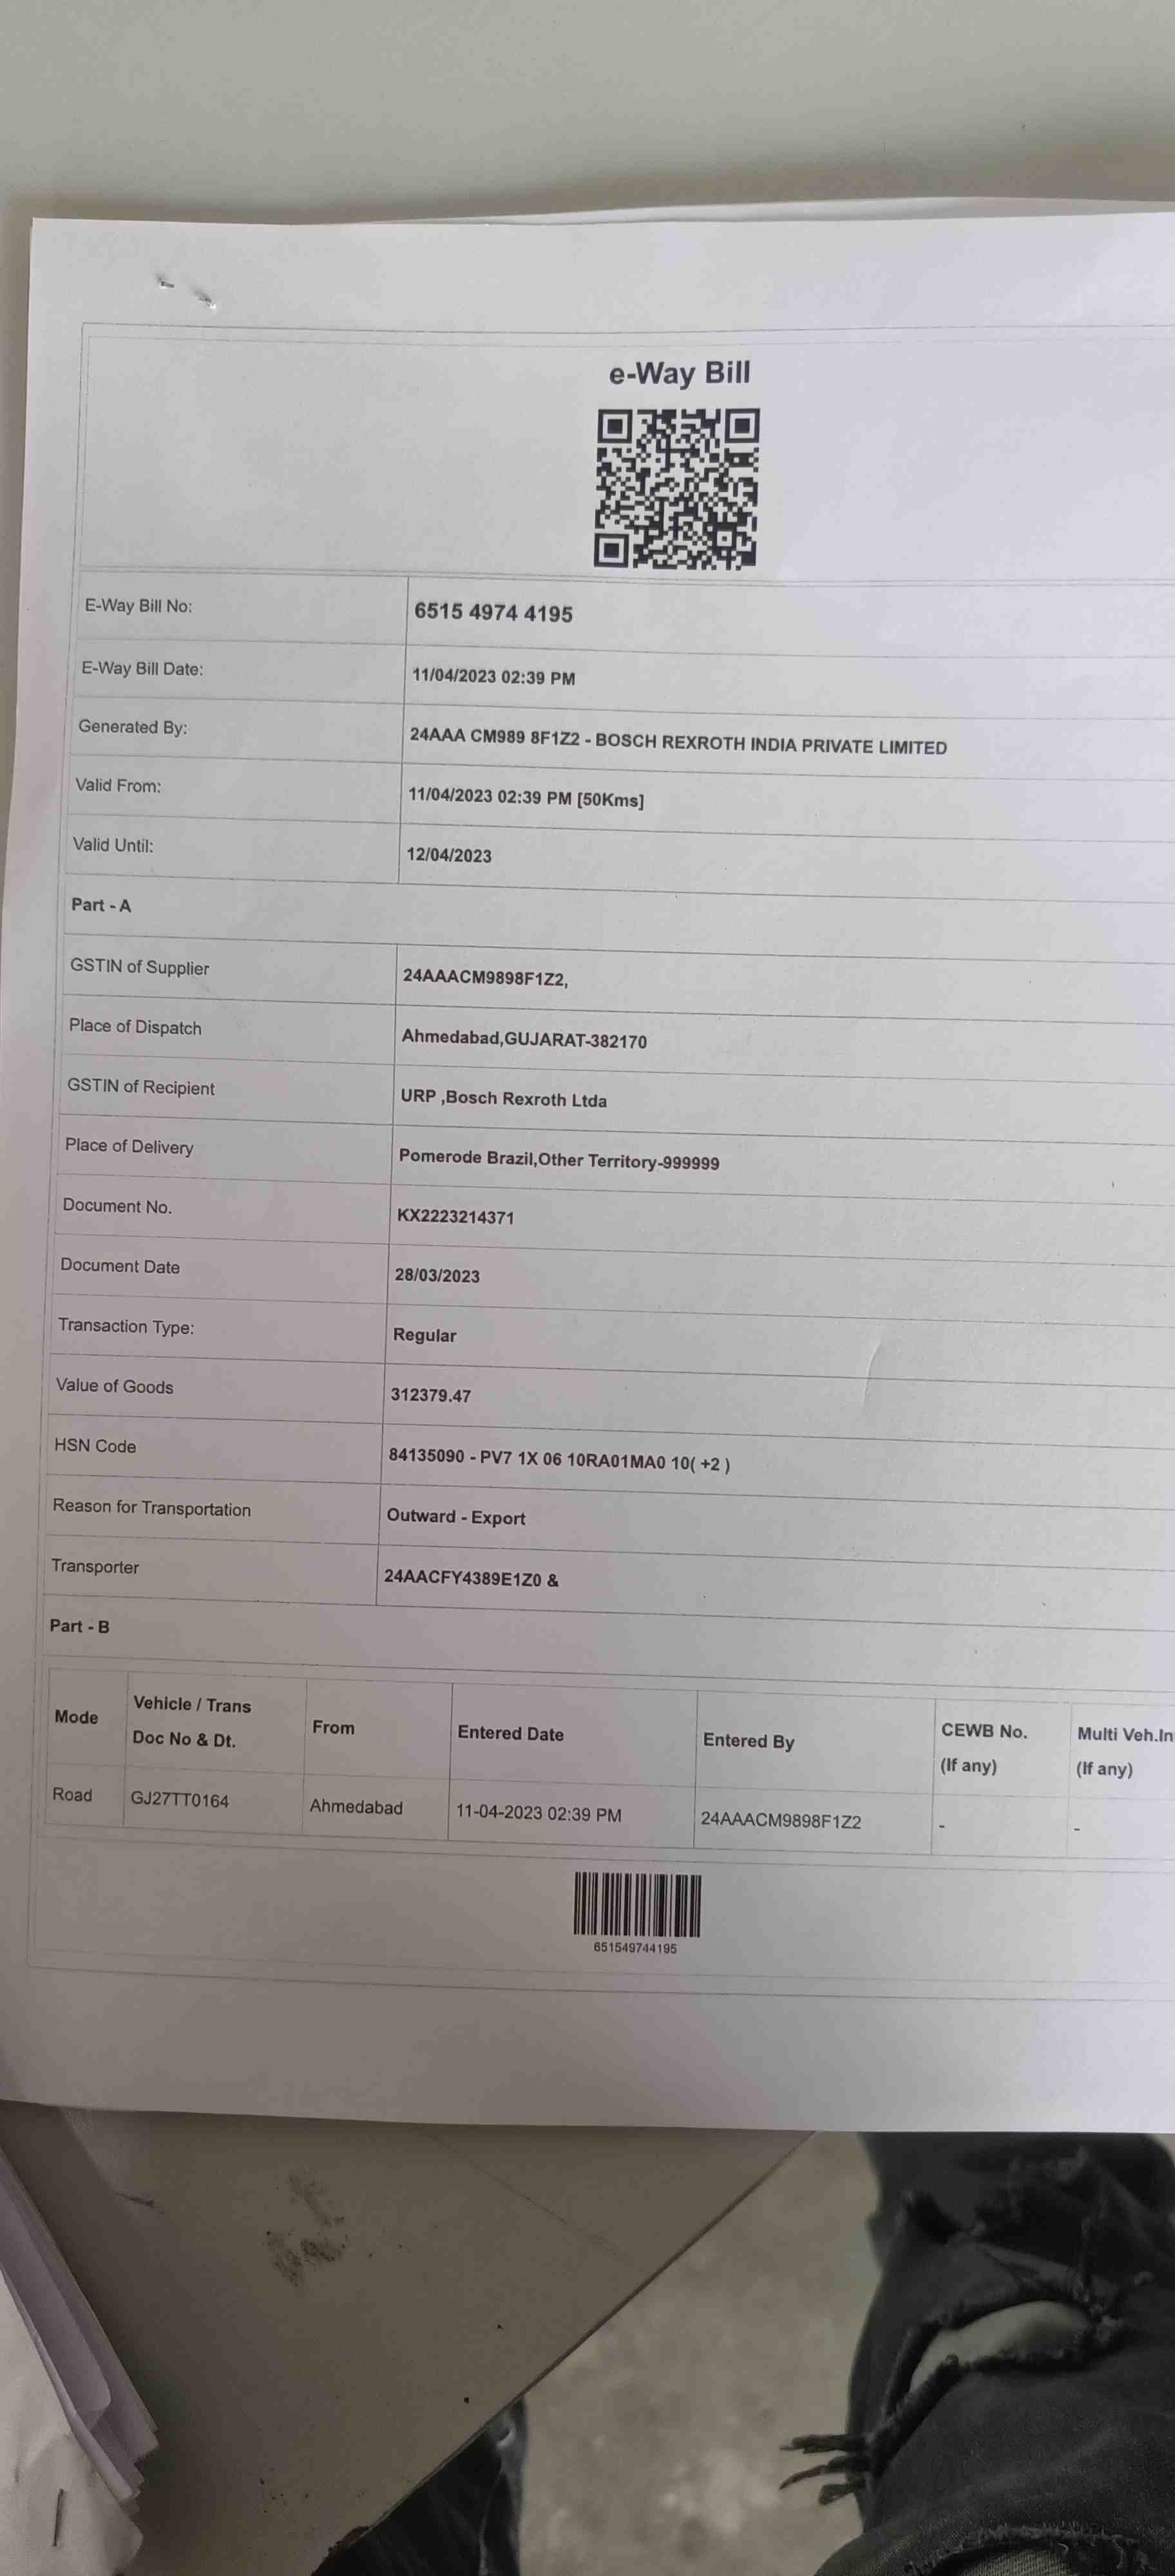 e-Way Bill
E-Way Bill No: 6515 4974 4195
E-Way Bill Date: 11/04/2023 02:39 PM
Generated By: 24AAA CM989 8F1Z2 - BOSCH REXROTH INDIA PRIVATE LIMITED
Valid From: 11/04/2023 02:39 PM [50Kms]
Valid Until: 12/04/2023
Part - A
GSTIN of Supplier 24AAACM9898F1Z2,
Place of Dispatch Ahmedabad,GUJARAT-382170
GSTIN of Recipient URP ,Bosch Rexroth Ltda
Place of Delivery Pomerode Brazil,Other Territory-999999
Document No. KX2223214371
Document Date 28/03/2023
Transaction Type: Regular
Value of Goods 312379.47
HSN Code 84135090 - PV7 1X 06 10RA01MA0 10( +2 )
Reason for Transportation Outward - Export
Transporter 24AACFY4389E1Z0 &
Part - B
Mode Vehicle / Trans Doc No & Dt. From Entered Date Entered By CEWB No. (If any) Multi Veh.In (If any)
Road GJ27TT0164 Ahmedabad 11-04-2023 02:39 PM 24AAACM9898F1Z2 - -
651549744195